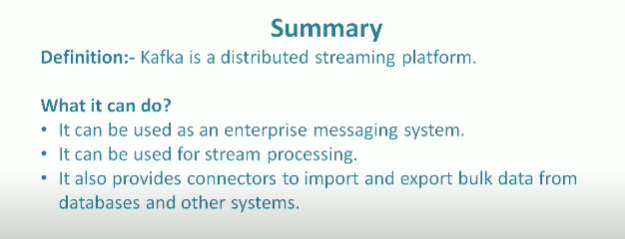 Summary
Definition:- Kafka is a distributed streaming platform.
What it can do?
• It can be used as an enterprise messaging system.
• It can be used for stream processing.
• It also provides connectors to import and export bulk data from
databases and other systems.